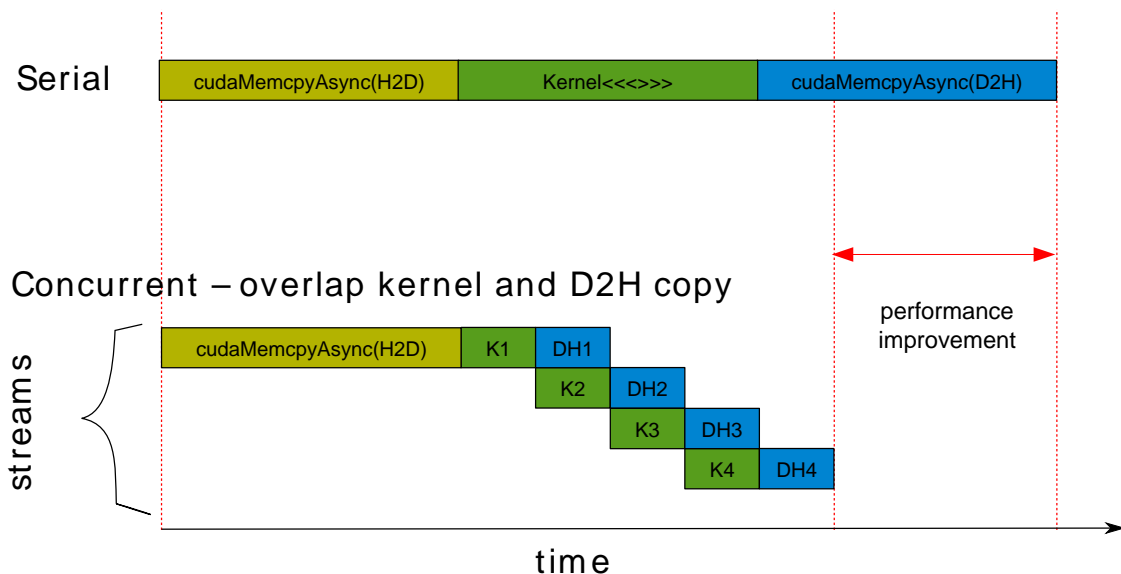 Serial
cudaMemcpyAsync(H2D)
Kernel<<<>>>
cudaMemcpyAsync(D2H)
Concurrent – overlap kernel and D2H copy
performance
improvement
streams
cudaMemcpyAsync(H2D)
K1
DH1
K2
DH2
K3
DH3
K4
DH4
time